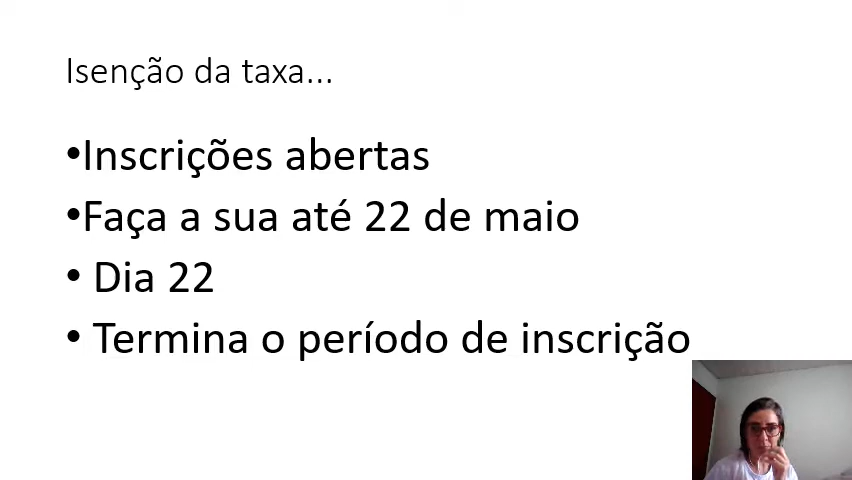 Isenção da taxa...
•Inscrições abertas
•Faça a sua até 22 de maio
• Dia 22
• Termina o período de inscrição